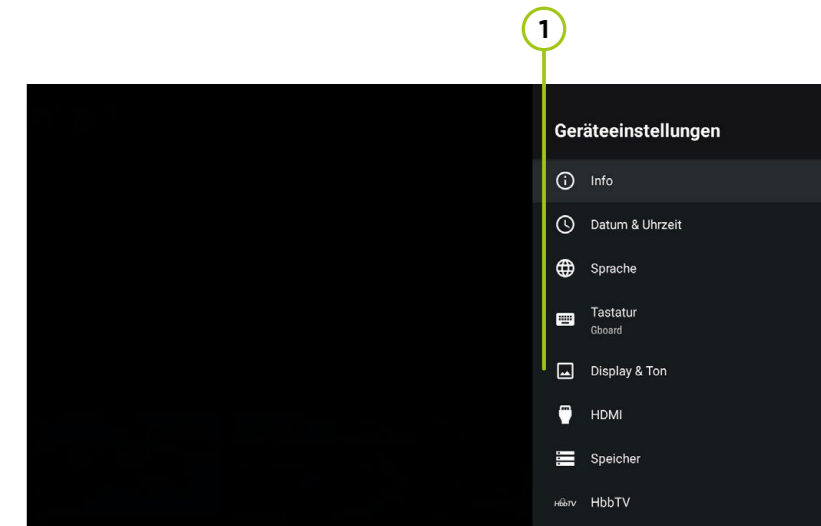 1
Geräteeinstellungen
Info
Datum & Uhrzeit
Sprache
Tastatur
Gboard
Display & Ton
HDMI
Speicher
HbbTV HbbTV